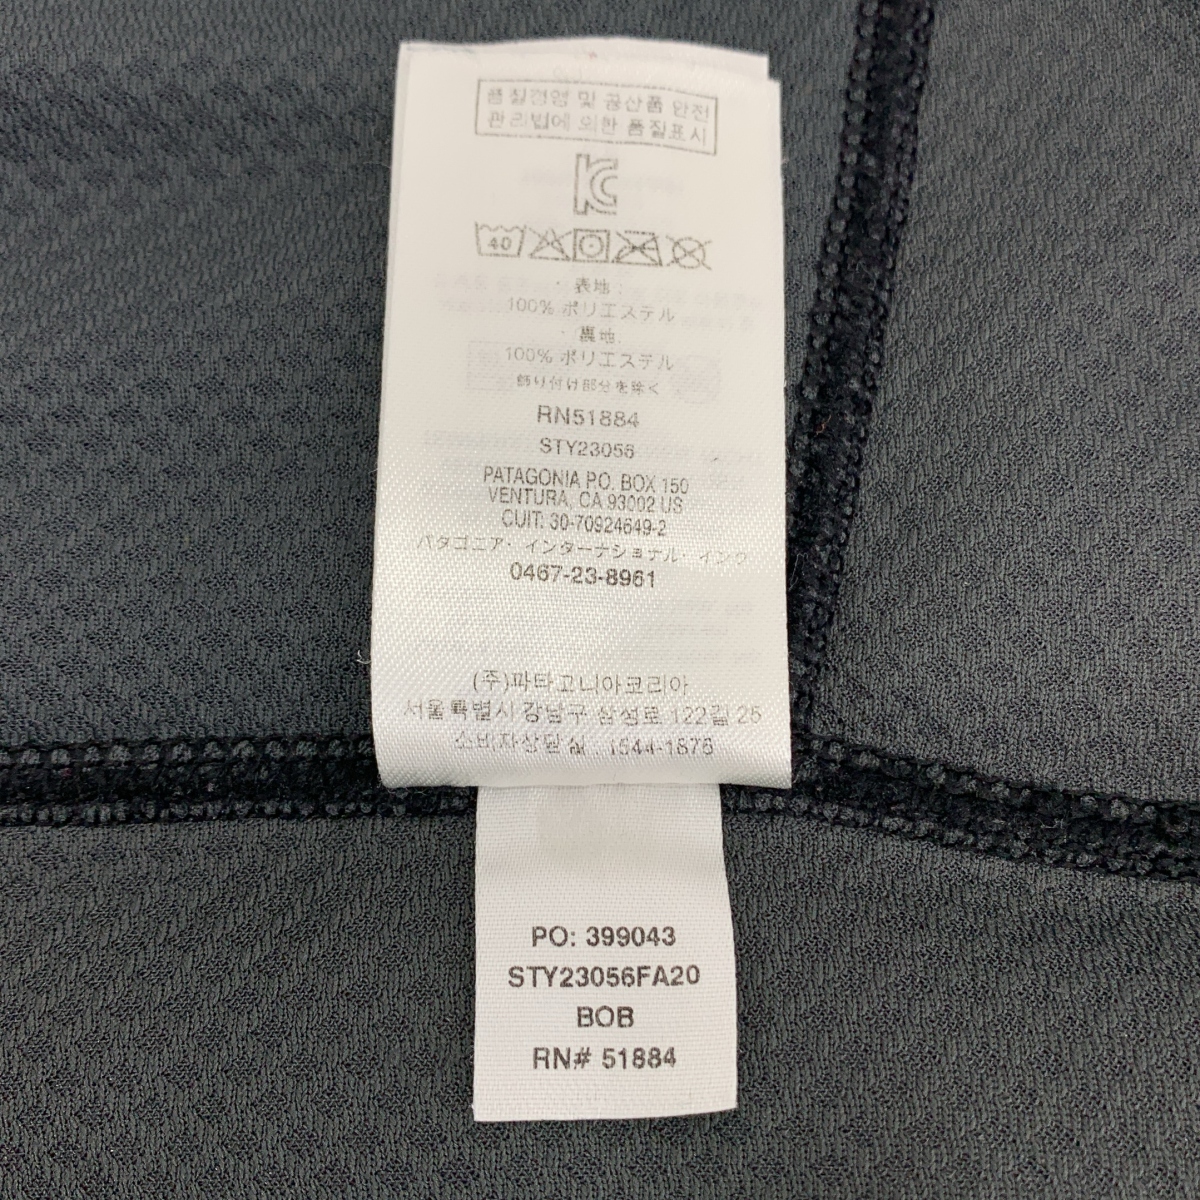 품질경영 및 공산품 안전
관리법에 의한 품질표시
KC
40
・表地:
100% ポリエステル
・裏地:
100% ポリエステル
飾り付け部分を除く
RN51884
STY23056
PATAGONIA P.O. BOX 150
VENTURA, CA 93002 US
CUIT: 30-70924649-2
パタゴニア・インターナショナル・インク
0467-23-8961
(주)파타고니아코리아
서울특별시 강남구 삼성로 122길 25
소비자상담실 : 1544-1876
PO: 399043
STY23056FA20
BOB
RN# 51884